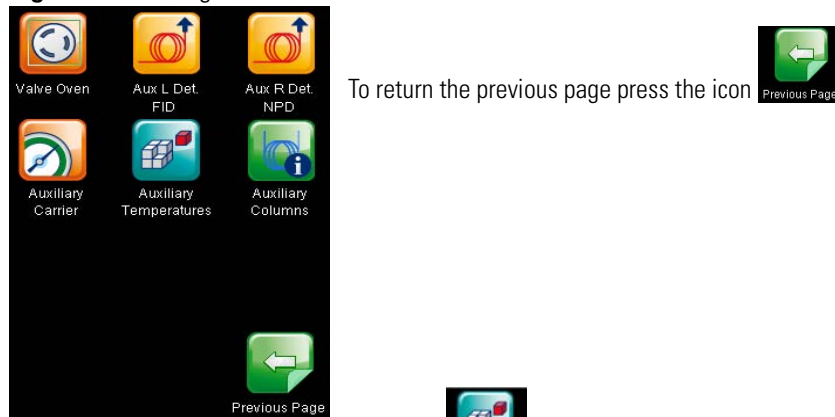 Valve Oven
Aux L Det.
FID
Aux R Det.
NPD
Auxiliary
Carrier
Auxiliary
Temperatures
Auxiliary
Columns
Previous Page
To return the previous page press the icon
Previous Page